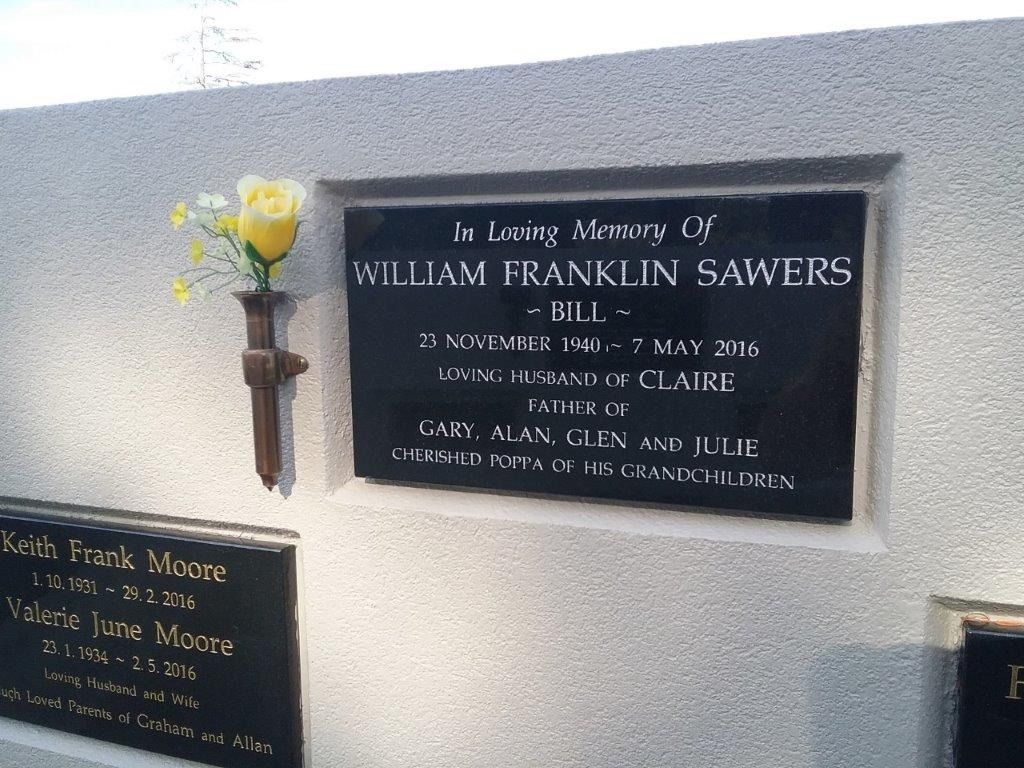 In Loving Memory Of
WILLIAM FRANKLIN SAWERS
~ BILL ~
23 NOVEMBER 1940 ~ 7 MAY 2016
LOVING HUSBAND OF CLAIRE
FATHER OF
GARY, ALAN, GLEN AND JULIE
CHERISHED POPPA OF HIS GRANDCHILDREN
Keith Frank Moore
1.10.1931 ~ 29.2.2016
Valerie June Moore
23.1.1934 ~ 2.5.2016
Loving Husband and Wife
Loved Parents of Graham and Allan